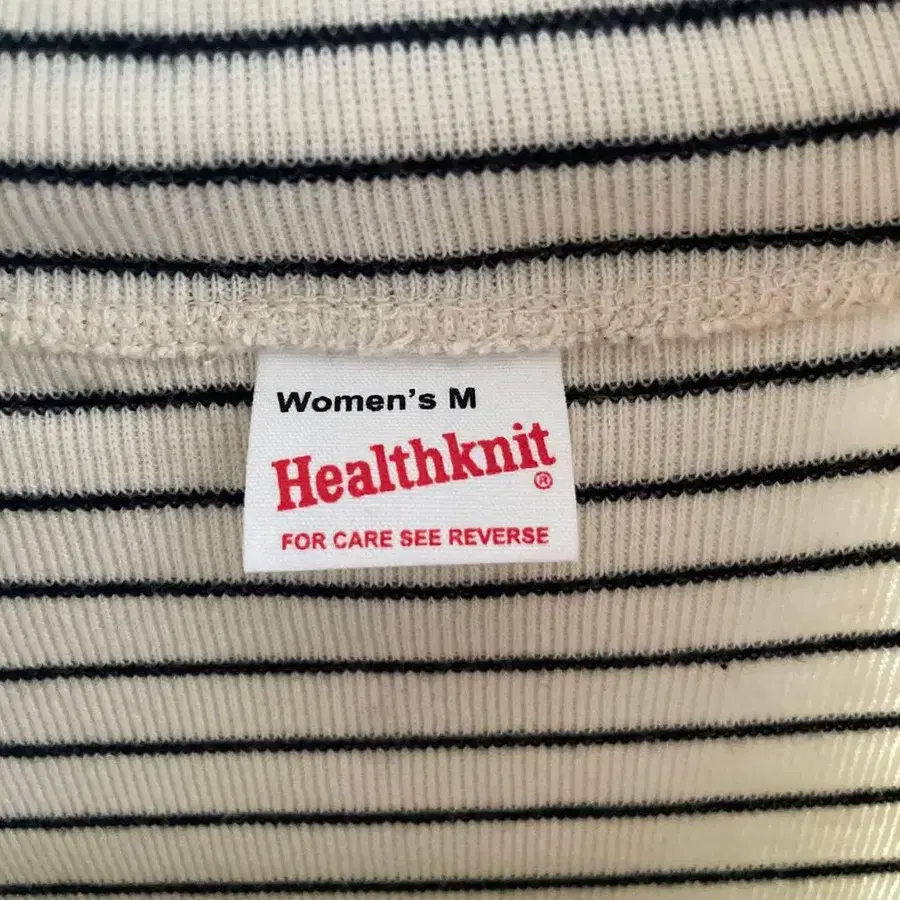 Women's M
Healthknit
®
FOR CARE SEE REVERSE